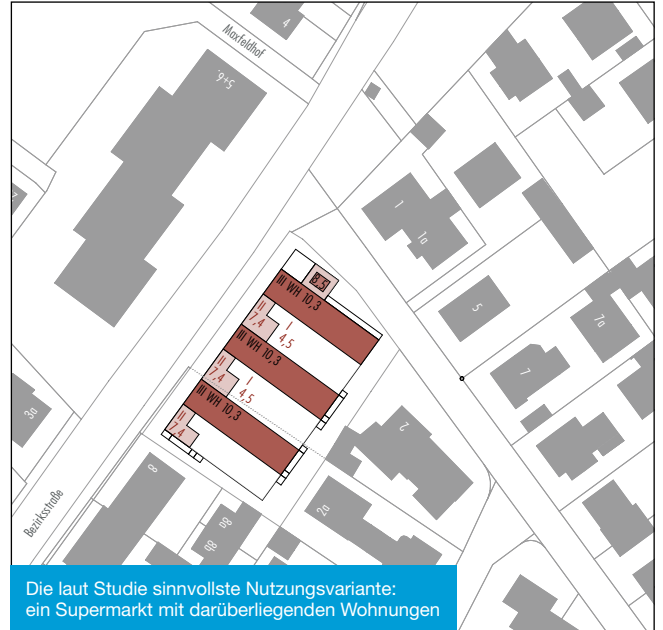 4
Maxfeldhof
5+6,
1
1a
5
7a
7
8.5
III WH 10,3
II
7,4
I
4,5
III WH 10,3
II
7,4
I
4,5
III WH 10,3
II
7,4
3a
2
2a
8
8a
8b
Bezirksstraße
Die laut Studie sinnvollste Nutzungsvariante:
ein Supermarkt mit darüberliegenden Wohnungen